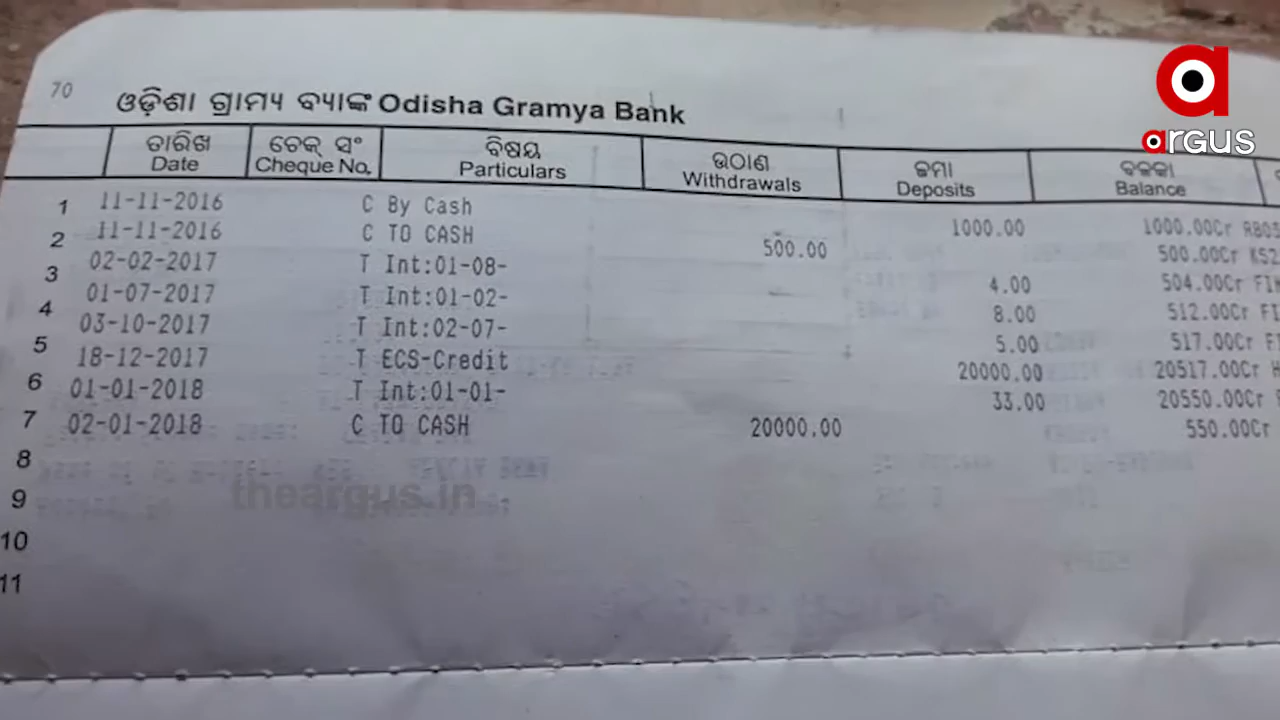 70
ଓଡ଼ିଶା ଗ୍ରାମ୍ୟ ବ୍ୟାଙ୍କ Odisha Gramya Bank
argus
ତାରିଖ ଚେକ୍ ସଂ ବିଷୟ ଉଠାଣ ଜମା ବକେୟା
Date Cheque No. Particulars Withdrawals Deposits Balance
1 11-11-2016 C By Cash 1000.00 1000.00Cr
2 11-11-2016 C TO CASH 500.00 500.00Cr
3 02-02-2017 T Int:01-08- 4.00 504.00Cr
4 01-07-2017 T Int:01-02- 8.00 512.00Cr
5 03-10-2017 T Int:02-07- 5.00 517.00Cr
6 18-12-2017 T ECS-Credit 20000.00 20517.00Cr
7 01-01-2018 T Int:01-01- 33.00 20550.00Cr
8 02-01-2018 C TO CASH 20000.00 550.00Cr
9
theargus.in
10
11